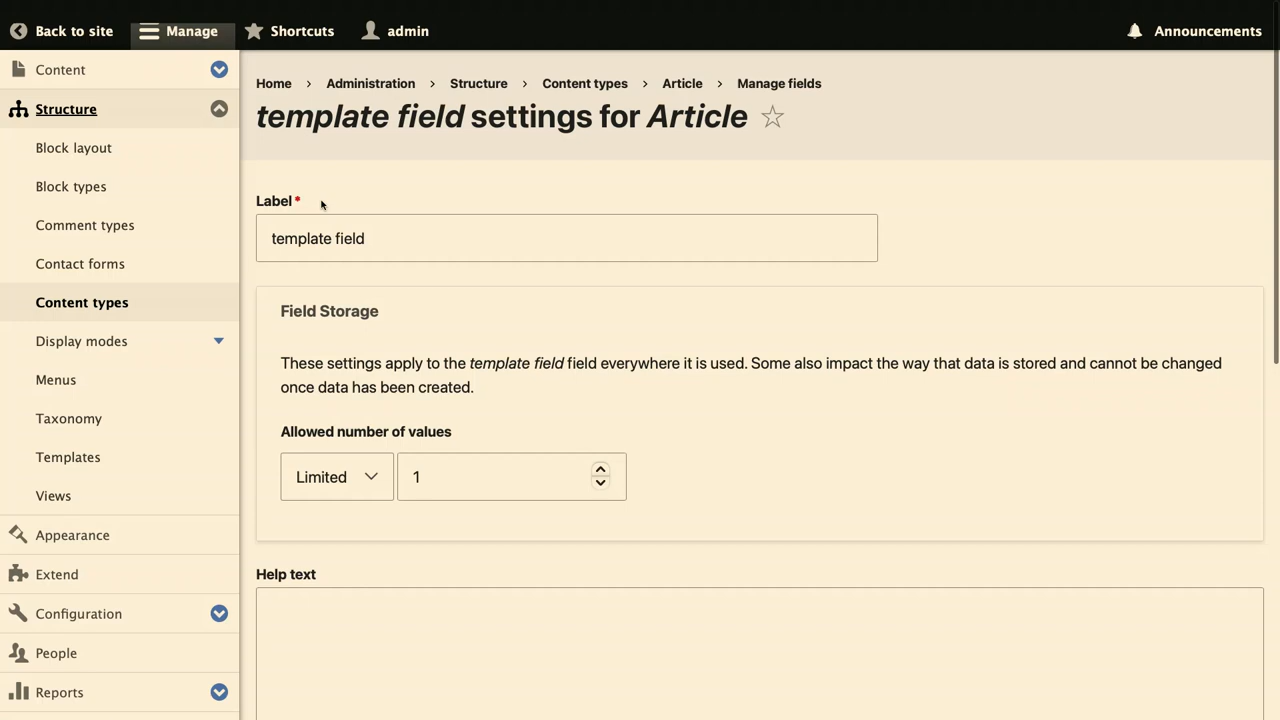 Back to site
Manage
Shortcuts
admin
Announcements
Content
Structure
Block layout
Block types
Comment types
Contact forms
Content types
Display modes
Menus
Taxonomy
Templates
Views
Appearance
Extend
Configuration
People
Reports
Home › Administration › Structure › Content types › Article › Manage fields
template field settings for Article
Label*
template field
Field Storage
These settings apply to the template field field everywhere it is used. Some also impact the way that data is stored and cannot be changed
once data has been created.
Allowed number of values
Limited 1
Help text